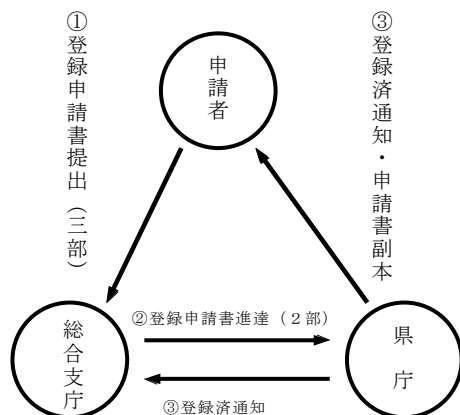 ①登録申請書提出（三部）
申請者
③登録済通知・申請書副本
総合支庁
②登録申請書進達（２部）
県庁
③登録済通知